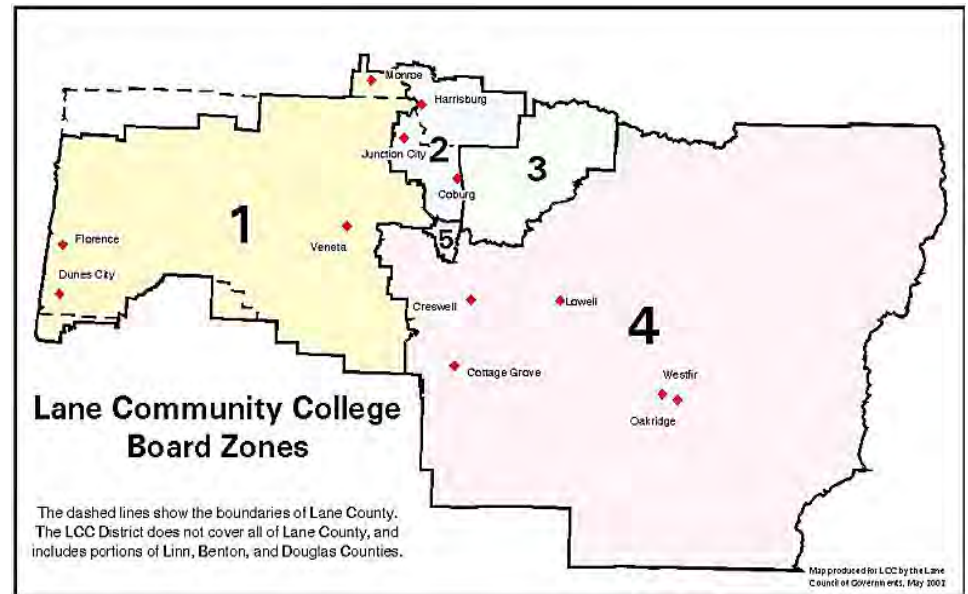 Monroe
Harrisburg
Junction City
2
3
Coburg
1
Florence
Veneta
5
Dunes City
Creswell
Lowell
4
Cottage Grove
Westfir
Oakridge
Lane Community College
Board Zones
The dashed lines show the boundaries of Lane County.
The LCC District does not cover all of Lane County, and
includes portions of Linn, Benton, and Douglas Counties.
Map produced for LCC by the Lane
Council of Governments, May 2002